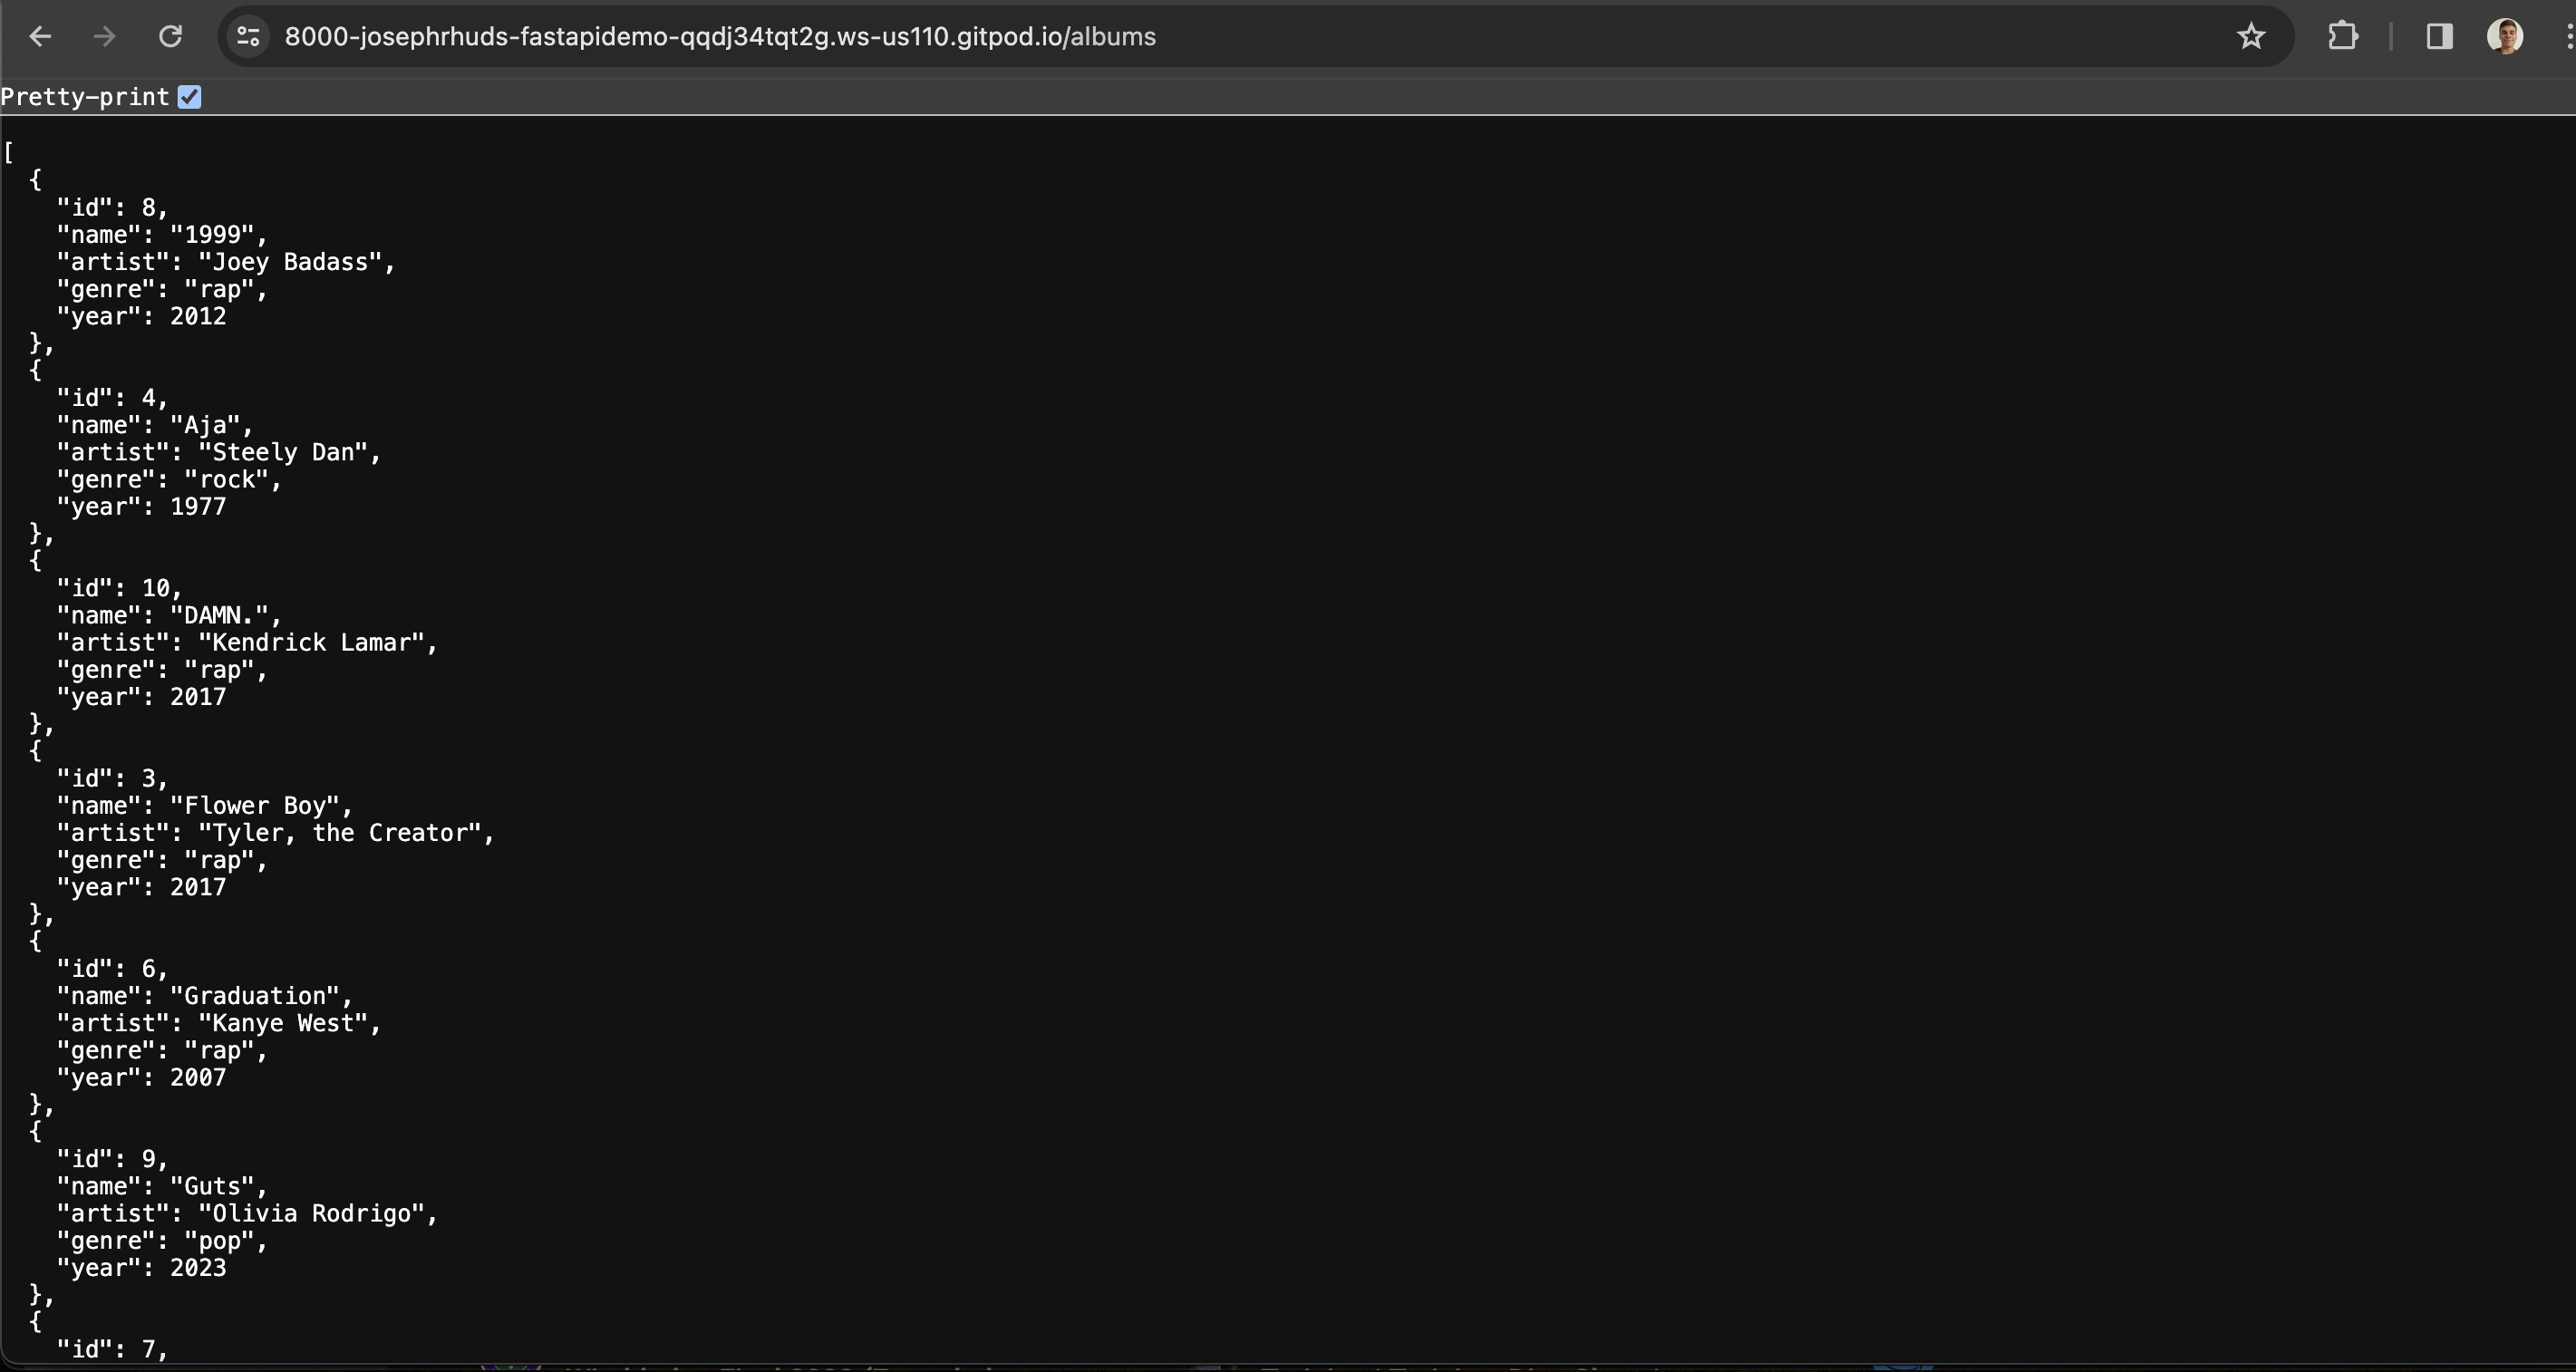 8000-josephrhuds-fastapidemo-qqdj34tqt2g.ws-us110.gitpod.io/albums
Pretty-print
[
  {
    "id": 8,
    "name": "1999",
    "artist": "Joey Badass",
    "genre": "rap",
    "year": 2012
  },
  {
    "id": 4,
    "name": "Aja",
    "artist": "Steely Dan",
    "genre": "rock",
    "year": 1977
  },
  {
    "id": 10,
    "name": "DAMN.",
    "artist": "Kendrick Lamar",
    "genre": "rap",
    "year": 2017
  },
  {
    "id": 3,
    "name": "Flower Boy",
    "artist": "Tyler, the Creator",
    "genre": "rap",
    "year": 2017
  },
  {
    "id": 6,
    "name": "Graduation",
    "artist": "Kanye West",
    "genre": "rap",
    "year": 2007
  },
  {
    "id": 9,
    "name": "Guts",
    "artist": "Olivia Rodrigo",
    "genre": "pop",
    "year": 2023
  },
  {
    "id": 7,